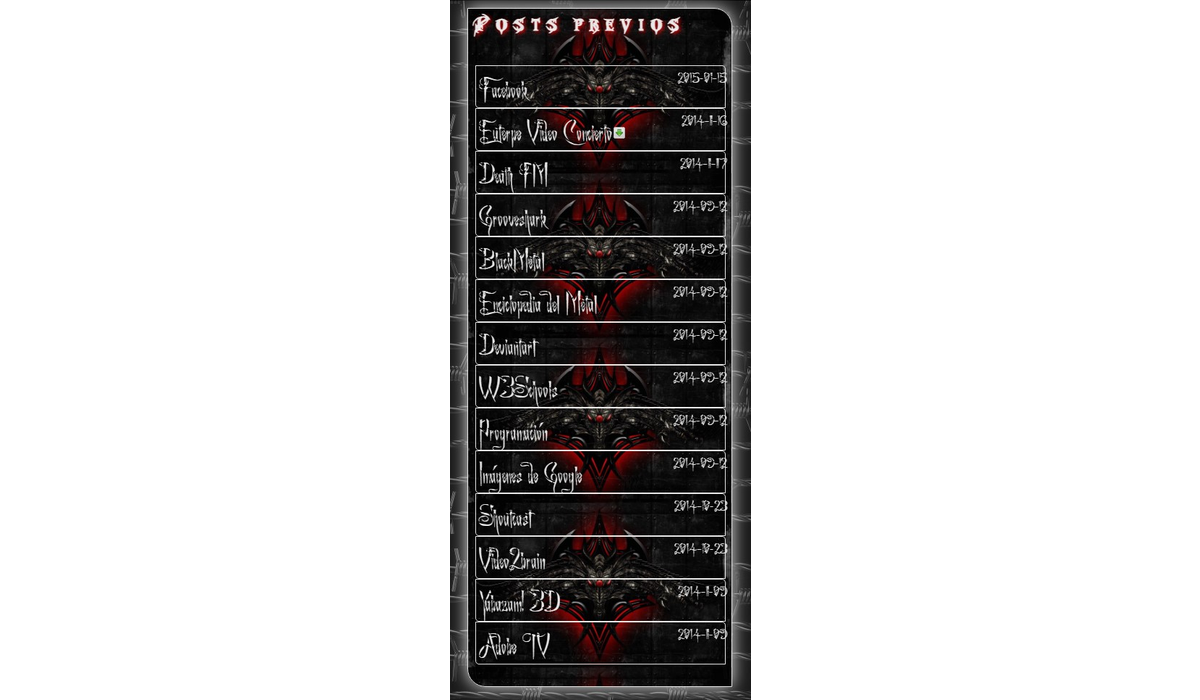 Posts previos
2015-01-15
Facebook
2014-11-16
Euterpe Video Concierto
2014-11-17
Death FM
2014-09-12
Grooveshark
2014-09-12
BlackMetal
2014-09-12
Enciclopedia del Metal
2014-09-12
Deviantart
2014-09-12
W3Schools
2014-09-12
Programación
2014-09-12
Imágenes de Google
2014-10-23
Shoutcast
2014-10-23
Video2brain
2014-11-09
Yobazum! 3D
2014-11-09
Adobe TV